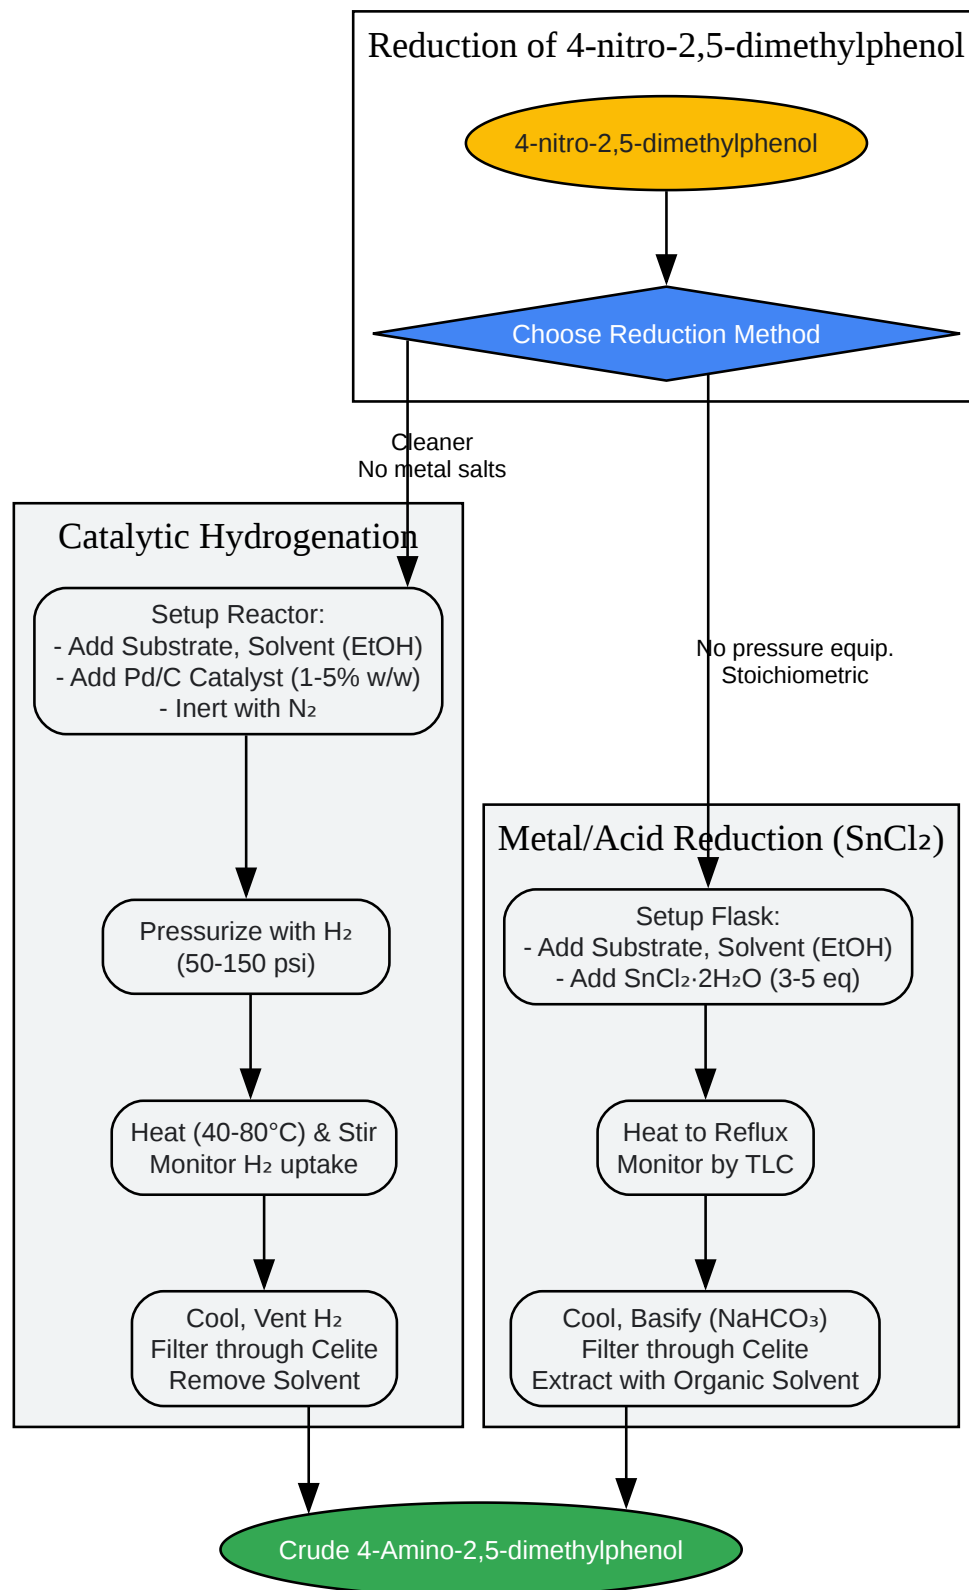 Reduction of 4-nitro-2,5-dimethylphenol
4-nitro-2,5-dimethylphenol
Choose Reduction Method
Cleaner
No metal salts
Catalytic Hydrogenation
Setup Reactor:
- Add Substrate, Solvent (EtOH)
- Add Pd/C Catalyst (1-5% w/w)
- Inert with N₂
Pressurize with H₂
(50-150 psi)
Heat (40-80°C) & Stir
Monitor H₂ uptake
Cool, Vent H₂
Filter through Celite
Remove Solvent
No pressure equip.
Stoichiometric
Metal/Acid Reduction (SnCl₂)
Setup Flask:
- Add Substrate, Solvent (EtOH)
- Add SnCl₂·2H₂O (3-5 eq)
Heat to Reflux
Monitor by TLC
Cool, Basify (NaHCO₃)
Filter through Celite
Extract with Organic Solvent
Crude 4-Amino-2,5-dimethylphenol